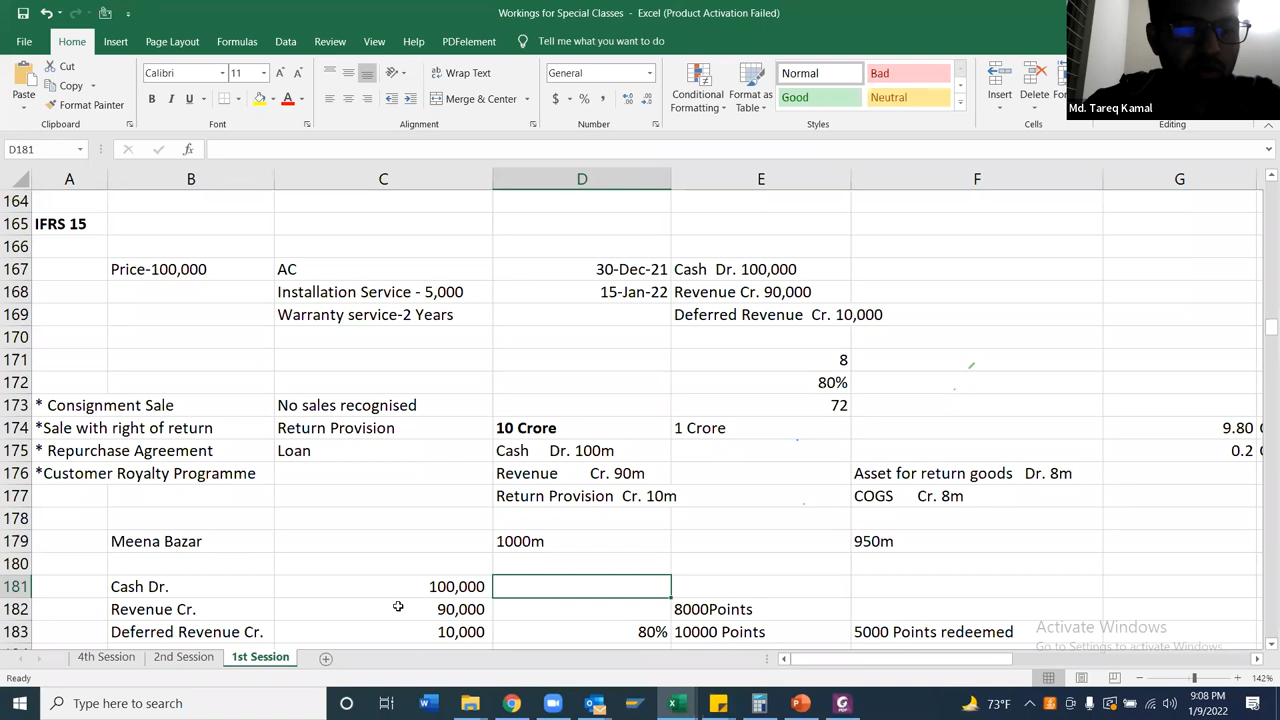 Workings for Special Classes - Excel (Product Activation Failed)
File Home Insert Page Layout Formulas Data Review View Help PDFelement Tell me what you want to do
Paste
Cut
Copy
Format Painter
Clipboard
Calibri 11
B I U
Font
Wrap Text
Merge & Center
Alignment
General
$ % ,
Number
Conditional Formatting
Format as Table
Normal Bad
Good Neutral
Styles
Insert Delete
Cells
Editing
Md. Tareq Kamal
D181 fx
A B C D E F G
164
165 IFRS 15
166
167 Price-100,000 AC 30-Dec-21 Cash Dr. 100,000
168 Installation Service - 5,000 15-Jan-22 Revenue Cr. 90,000
169 Warranty service-2 Years Deferred Revenue Cr. 10,000
170
171 8
172 80%
173 * Consignment Sale No sales recognised 72
174 *Sale with right of return Return Provision 10 Crore 1 Crore 9.80
175 * Repurchase Agreement Loan Cash Dr. 100m 0.2
176 *Customer Royalty Programme Revenue Cr. 90m Asset for return goods Dr. 8m
177 Return Provision Cr. 10m COGS Cr. 8m
178
179 Meena Bazar 1000m 950m
180
181 Cash Dr. 100,000
182 Revenue Cr. 90,000 8000Points
183 Deferred Revenue Cr. 10,000 80% 10000 Points 5000 Points redeemed
Activate Windows
Go to Settings to activate Windows.
4th Session 2nd Session 1st Session
Ready 142%
Type here to search
73°F
9:08 PM
1/9/2022